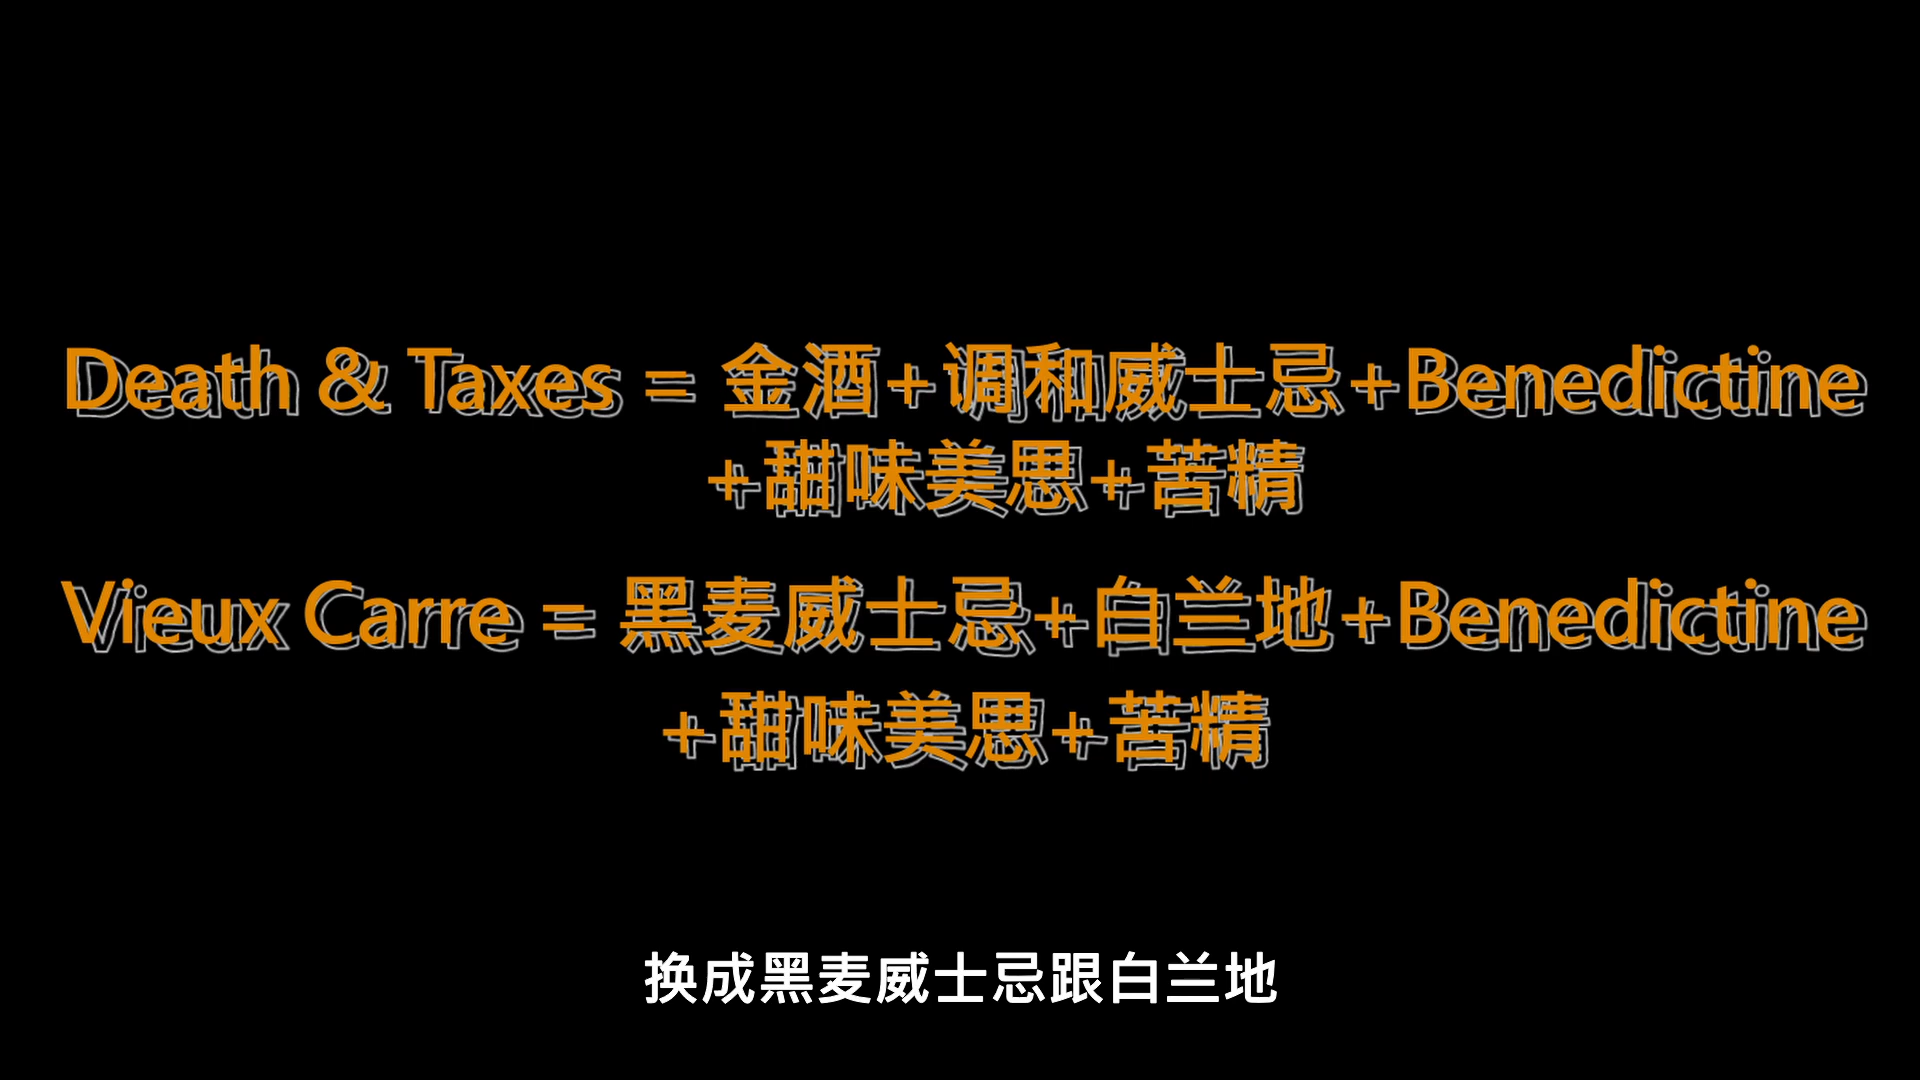 Death & Taxes = 金酒+调和威士忌+Benedictine
+甜味美思+苦精
Vieux Carre = 黑麦威士忌+白兰地+Benedictine
+甜味美思+苦精
换成黑麦威士忌跟白兰地